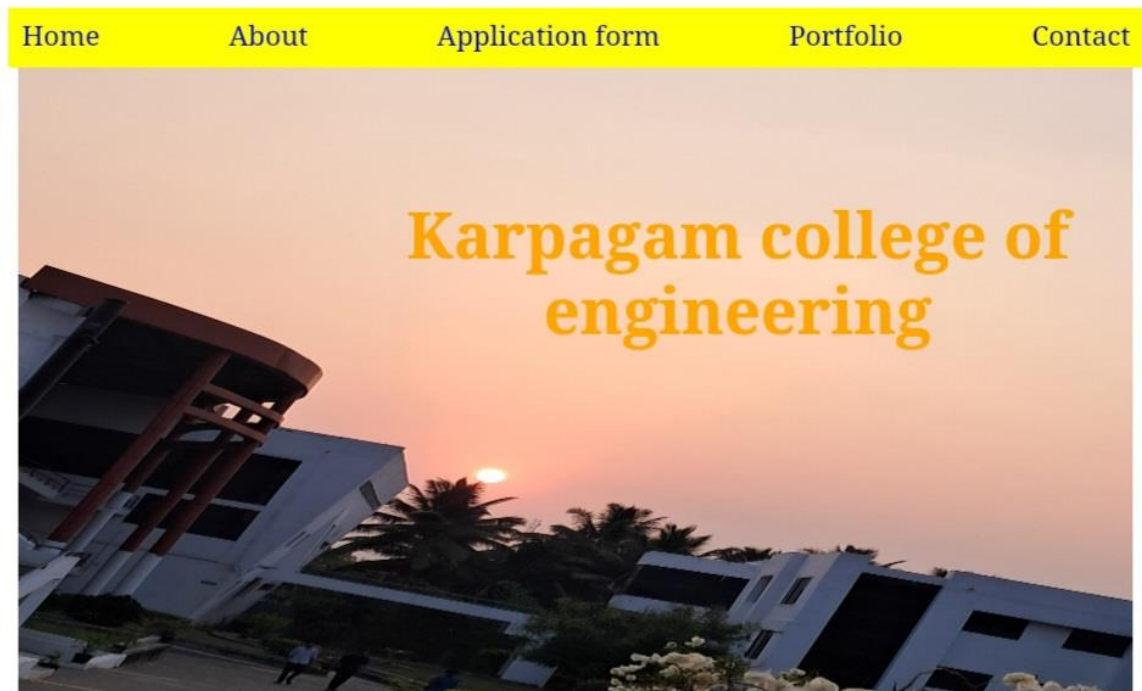 Home About Application form Portfolio Contact
Karpagam college of
engineering